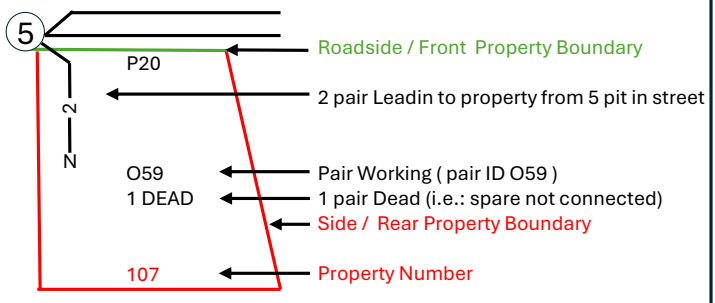 5
Roadside / Front Property Boundary
P20
2 pair Leadin to property from 5 pit in street
2
Z
O59
Pair Working ( pair ID O59 )
1 DEAD
1 pair Dead (i.e.: spare not connected)
Side / Rear Property Boundary
107
Property Number